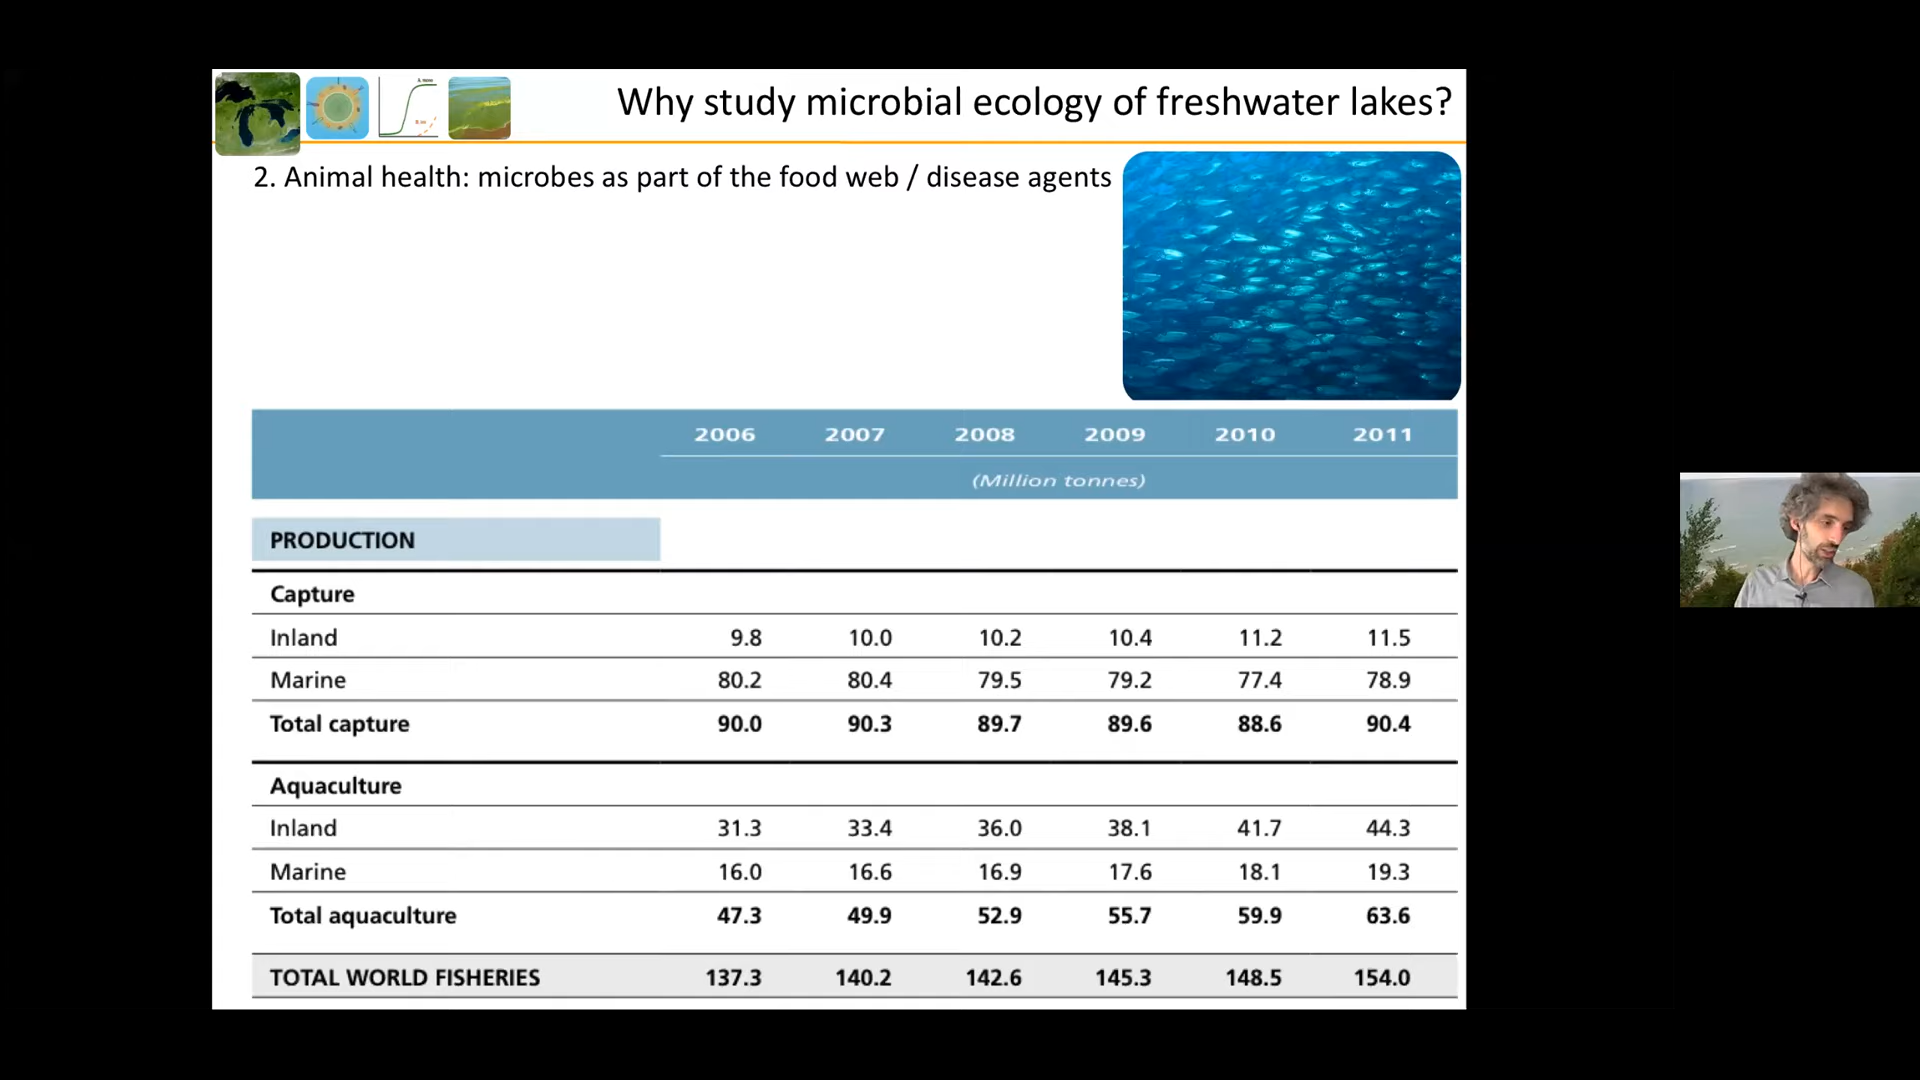 Why study microbial ecology of freshwater lakes?
2. Animal health: microbes as part of the food web / disease agents
2006 2007 2008 2009 2010 2011
(Million tonnes)
PRODUCTION
Capture
Inland 9.8 10.0 10.2 10.4 11.2 11.5
Marine 80.2 80.4 79.5 79.2 77.4 78.9
Total capture 90.0 90.3 89.7 89.6 88.6 90.4
Aquaculture
Inland 31.3 33.4 36.0 38.1 41.7 44.3
Marine 16.0 16.6 16.9 17.6 18.1 19.3
Total aquaculture 47.3 49.9 52.9 55.7 59.9 63.6
TOTAL WORLD FISHERIES 137.3 140.2 142.6 145.3 148.5 154.0